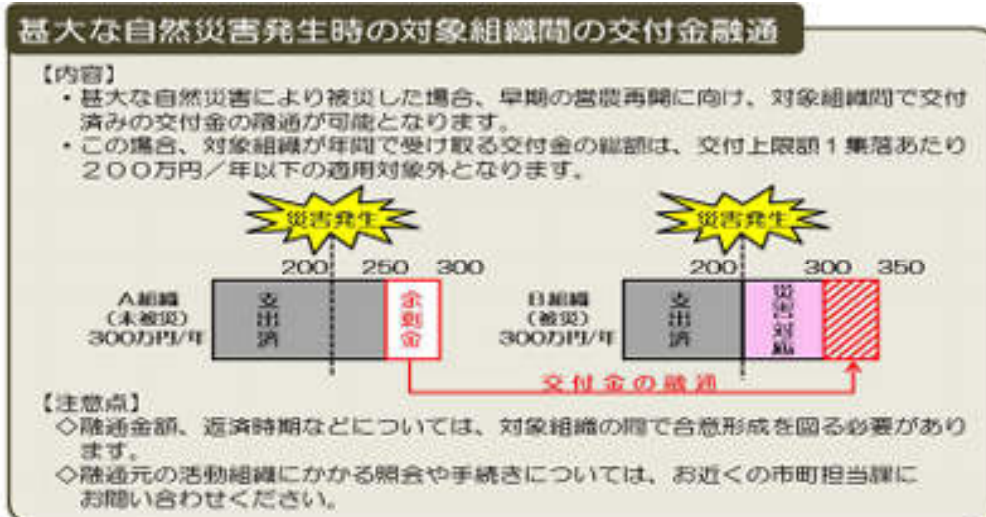 甚大な自然災害発生時の対象組織間の交付金融通
【内容】
・甚大な自然災害により被災した場合、早期の営農再開に向け、対象組織間で交付
済みの交付金の融通が可能となります。
・この場合、対象組織が年間で受け取る交付金の総額は、交付上限額1集落あたり
200万円/年以下の適用対象外となります。
災害発生
災害発生
200 250 300
200 300 350
A組織
(未被災)
300万円/年
支出済
余剰金
B組織
(被災)
300万円/年
支出済
災害対応
交付金の融通
【注意点】
◇融通金額、返済時期などについては、対象組織の間で合意形成を図る必要があり
ます。
◇融通元の活動組織にかかる照会や手続きについては、お近くの市町担当課に
お問い合わせください。